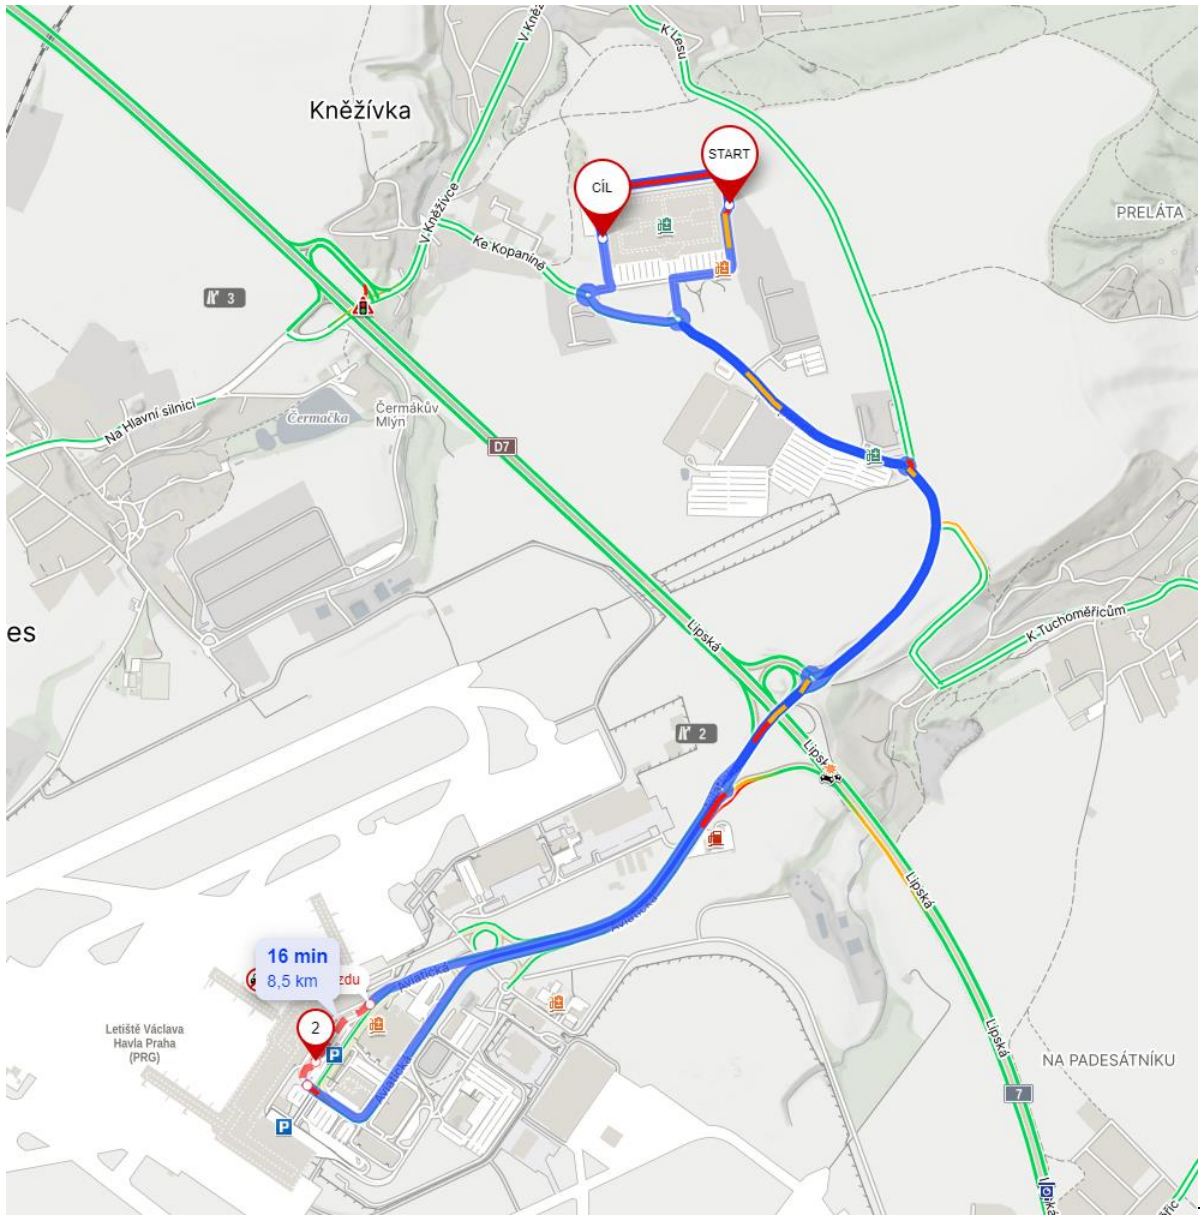 V Kněž
K Lesu
Kněžívka
START
CÍL
V Kněžívce
PRELÁTA
Ke Kopanině
3
Na Hlavní silnici
Čermačka
Čermákův
Mlýn
D7
es
Lipská
K Tuchoměřicům
2
Lipská
Lipská
Aviatická
16 min
8,5 km
zdu
Aviatická
2
Letiště Václava
Havla Praha
(PRG)
P
Aviatická
P
Lipská
NA PADESÁTNÍKU
7